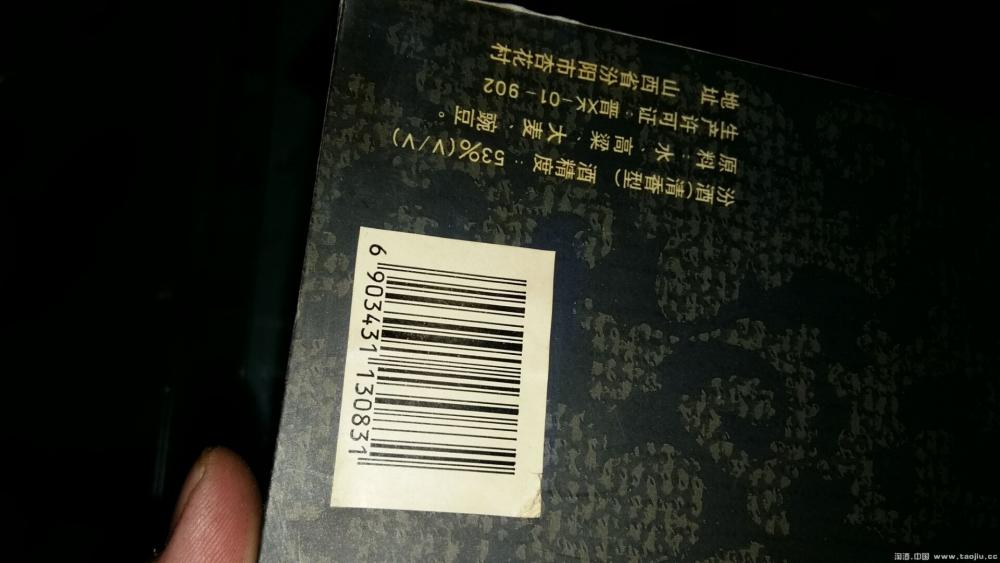 汾酒(清香型) 酒精度：53%(V/V)
原料：水、高粱、大麦、豌豆。
生产许可证：晋X-01-902
地址：山西省汾阳市杏花村
6 903431 130831
淘酒.中国 www.taojiu.cc